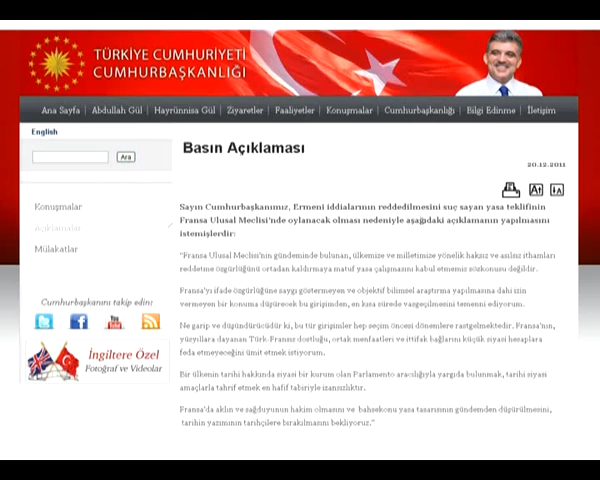 TÜRKİYE CUMHURİYETİ
CUMHURBAŞKANLIĞI
Ana Sayfa | Abdullah Gül | Hayrünnisa Gül | Ziyaretler | Faaliyetler | Konuşmalar | Cumhurbaşkanlığı | Bilgi Edinme | İletişim
English
Ara
Konuşmalar
Açıklamalar
Mülakatlar
Cumhurbaşkanını takip edin:
You Tube
İngiltere Özel
Fotoğraf ve Videolar
Basın Açıklaması
20.12.2011
Sayın Cumhurbaşkanımız, Ermeni iddialarının reddedilmesini suç sayan yasa teklifinin
Fransa Ulusal Meclisi'nde oylanacak olması nedeniyle aşağıdaki açıklamanın yapılmasını
istemişlerdir:
"Fransa Ulusal Meclisi'nin gündeminde bulunan, ülkemize ve milletimize yönelik haksız ve asılsız ithamları
reddetme özgürlüğünü ortadan kaldırmaya matuf yasa çalışmasını kabul etmemiz sözkonusu değildir.
Fransa'yı ifade özgürlüğüne saygı göstermeyen ve objektif bilimsel araştırma yapılmasına dahi izin
vermeyen bir konuma düşürecek bu girişimden, en kısa sürede vazgeçilmesini temenni ediyorum.
Ne garip ve düşündürücüdür ki, bu tür girişimler hep seçim öncesi dönemlere rastgelmektedir. Fransa'nın,
yüzyıllara dayanan Türk-Fransız dostluğu, ortak menfaatleri ve ittifak bağlarını küçük siyasi hesaplara
feda etmeyeceğini ümit etmek istiyorum.
Bir ülkenin tarihi hakkında siyasi bir kurum olan Parlamento aracılığıyla yargıda bulunmak, tarihi siyasi
amaçlarla tahrif etmek en hafif tabiriyle izansızlıktır.
Fransa'da aklın ve sağduyunun hakim olmasını ve bahsekonu yasa tasarısının gündemden düşürülmesini,
tarihin yazımının tarihçilere bırakılmasını bekliyoruz."